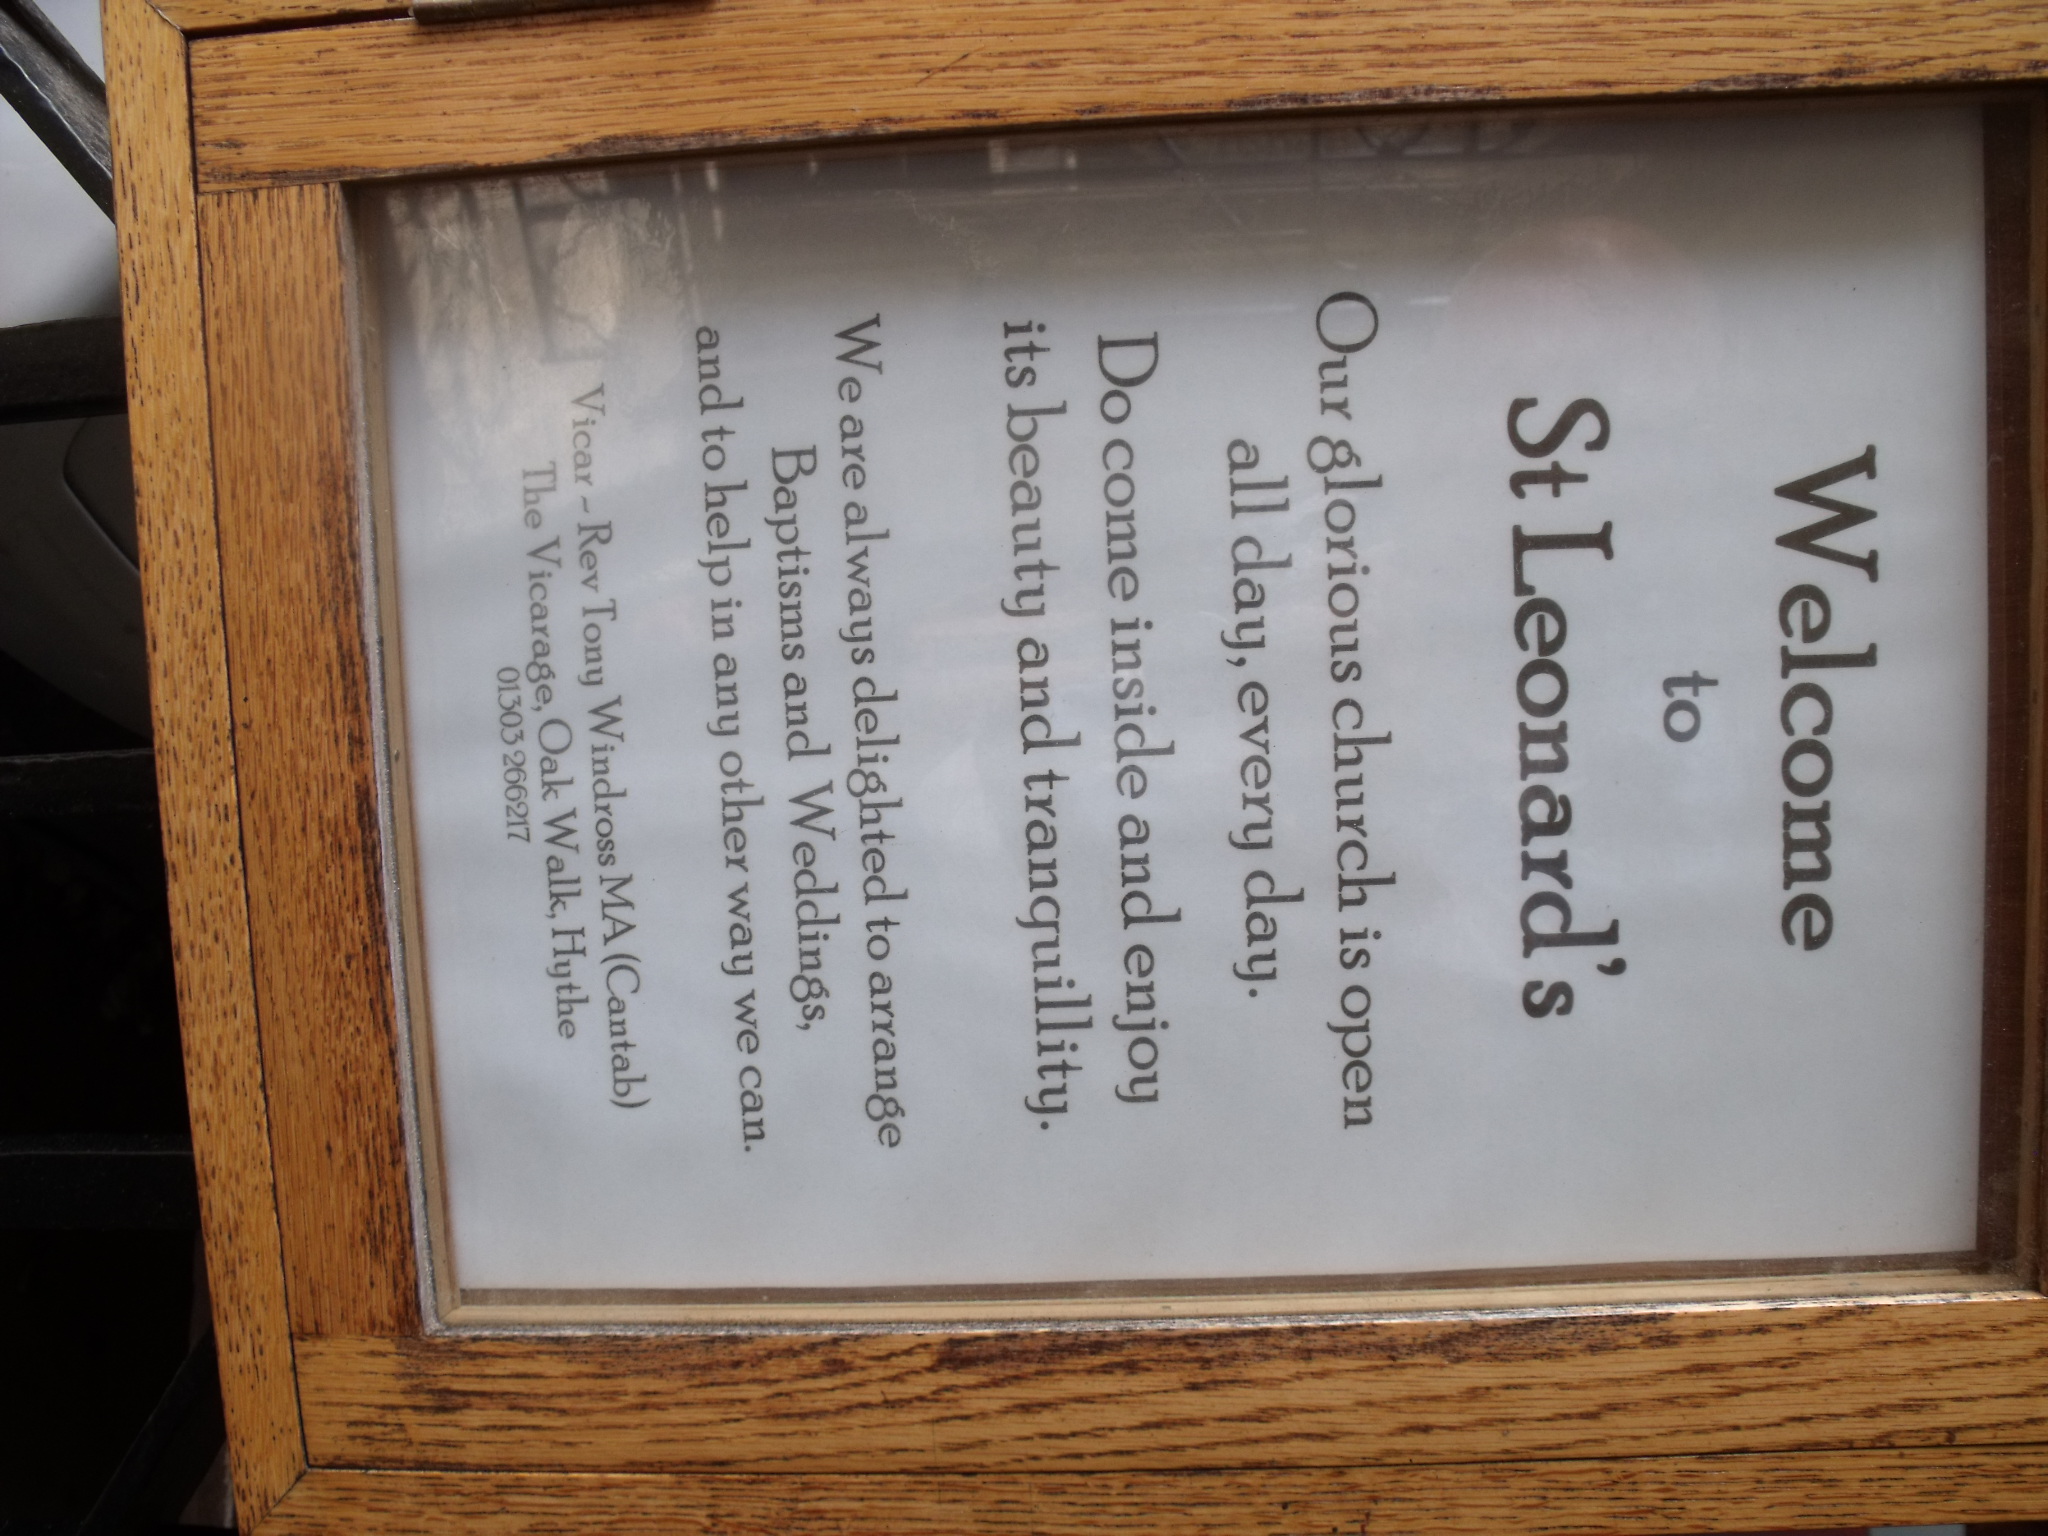 Welcome
to
St Leonard's
Our glorious church is open
all day, every day.
Do come inside and enjoy
its beauty and tranquillity.
We are always delighted to arrange
Baptisms and Weddings,
and to help in any other way we can.
Vicar ~ Rev Tony Windross MA (Cantab)
The Vicarage, Oak Walk, Hythe
01303 266217